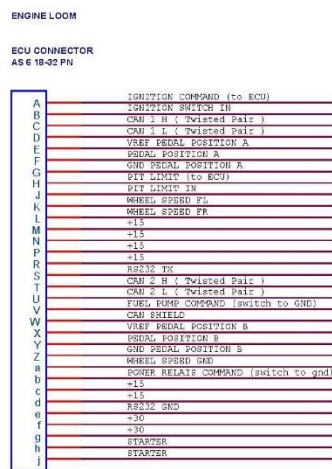 ENGINE LOOM
ECU CONNECTOR
AS 6 18-32 PN
A IGNITION COMMAND (to ECU)
B IGNITION SWITCH IN
C CAN 1 H ( Twisted Pair )
D CAN 1 L ( Twisted Pair )
E VREF PEDAL POSITION A
F PEDAL POSITION A
G GND PEDAL POSITION A
H PIT LIMIT (to ECU)
J PIT LIMIT IN
K WHEEL SPEED FL
L WHEEL SPEED FR
M +15
N +15
P +15
R +15
S RS232 TX
T CAN 2 H ( Twisted Pair )
U CAN 2 L ( Twisted Pair )
V FUEL PUMP COMMAND (switch to GND)
W CAN SHIELD
X VREF PEDAL POSITION B
Y PEDAL POSITION B
Z GND PEDAL POSITION B
a WHEEL SPEED GND
b POWER RELAIS COMMAND (switch to gnd)
c +15
d +15
e RS232 GND
f +30
g +30
h STARTER
j STARTER